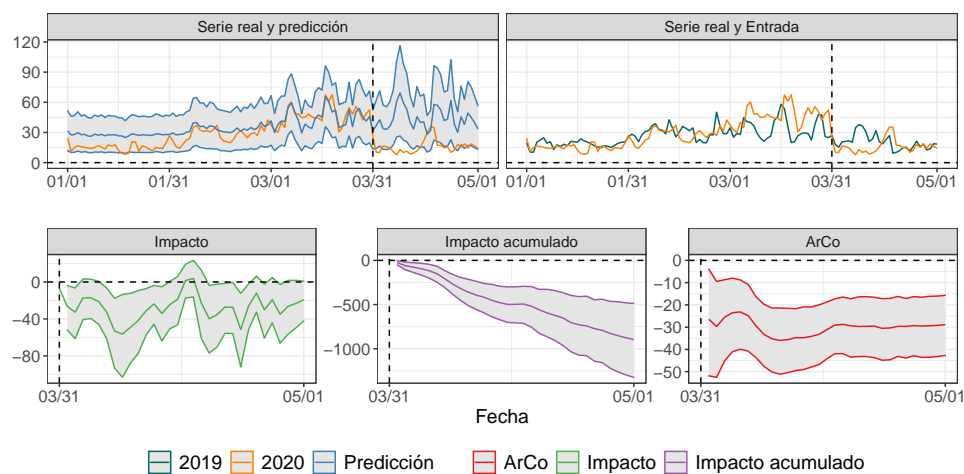 Serie real y predicción
Serie real y Entrada
120
90
60
30
0
01/01 01/31 03/01 03/31 05/01
01/01 01/31 03/01 03/31 05/01
Impacto
Impacto acumulado
ArCo
0
−40
−80
03/31 05/01
0
−500
−1000
03/31 05/01
0
−10
−20
−30
−40
−50
03/31 05/01
Fecha
2019 2020 Predicción ArCo Impacto Impacto acumulado